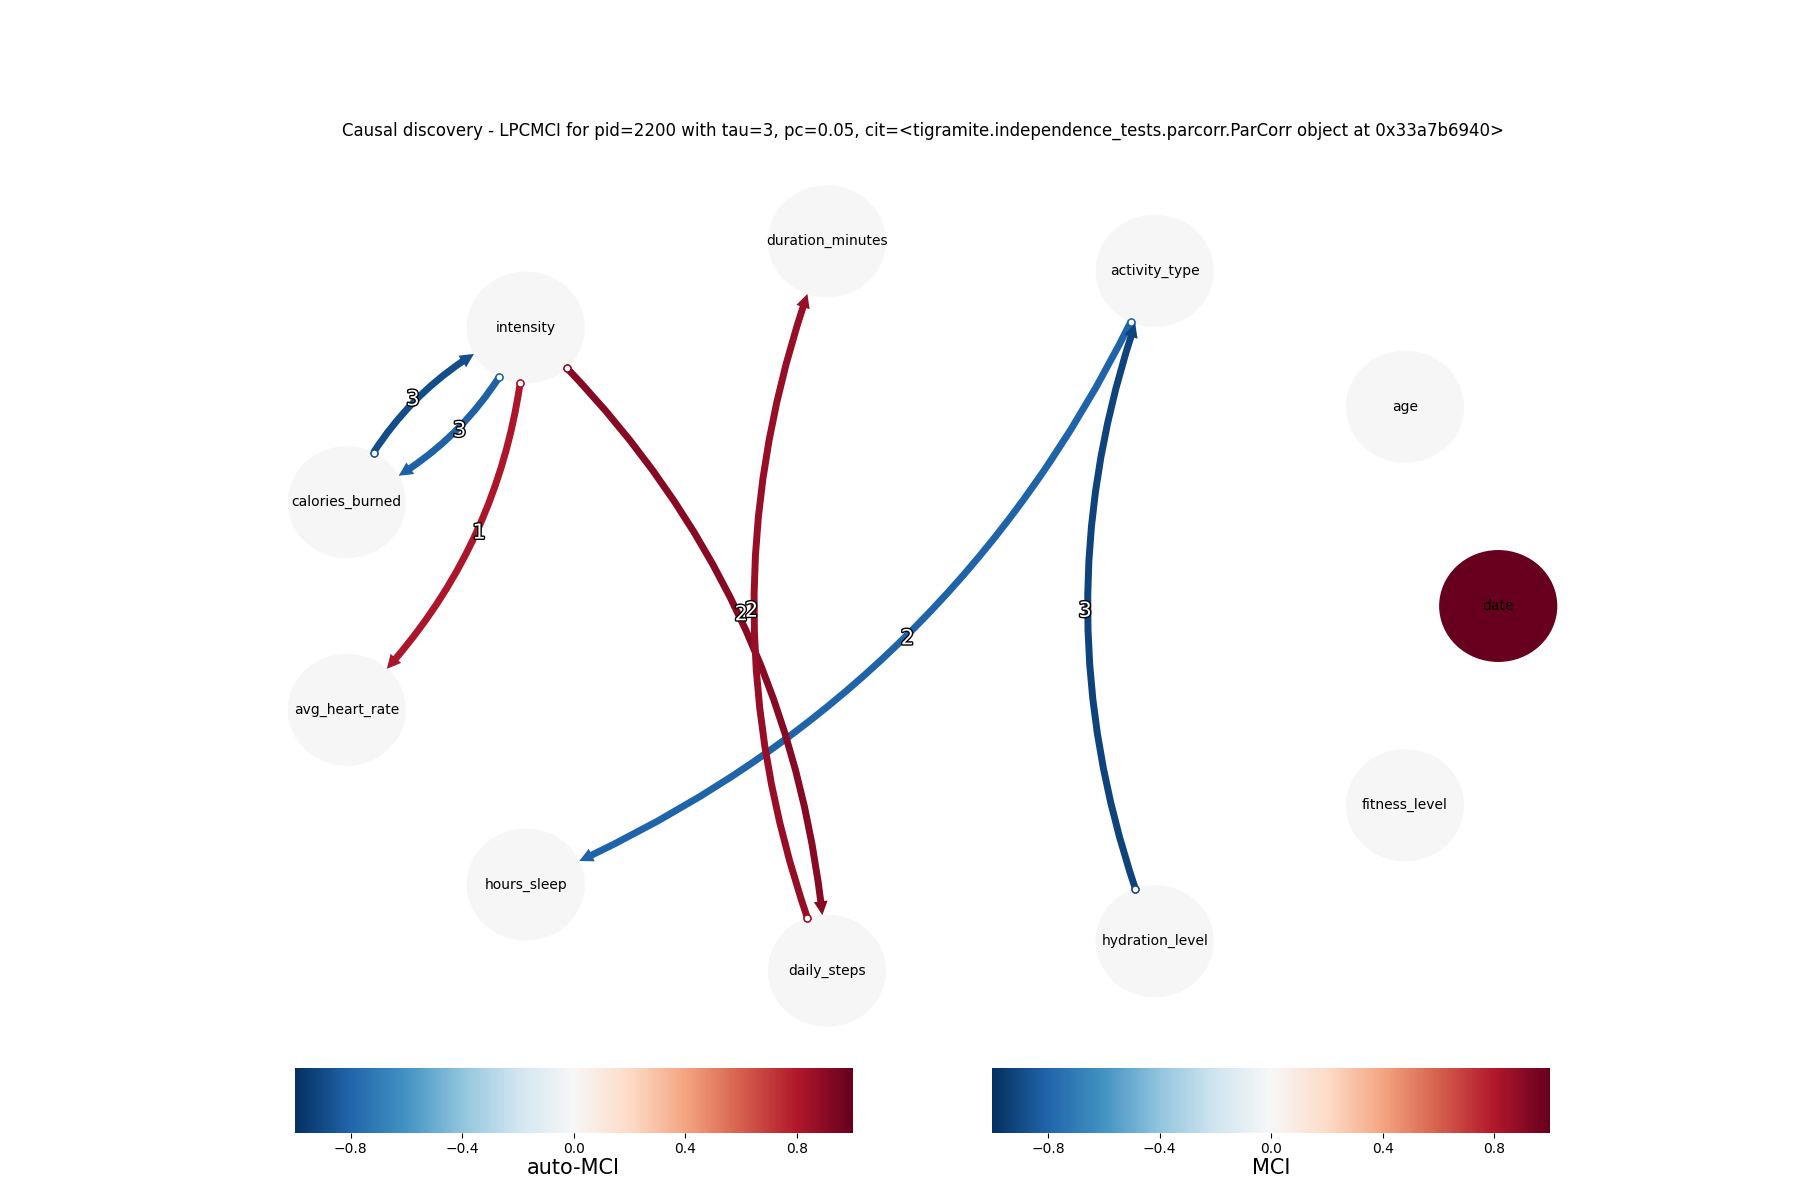 Causal discovery - LPCMCI for pid=2200 with tau=3, pc=0.05, cit=<tigramite.independence_tests.parcorr.ParCorr object at 0x33a7b6940>
duration_minutes
activity_type
intensity
3
age
3
calories_burned
1
date
2
2
3
2
avg_heart_rate
fitness_level
hours_sleep
hydration_level
daily_steps
−0.8 −0.4 0.0 0.4 0.8
auto-MCI
−0.8 −0.4 0.0 0.4 0.8
MCI